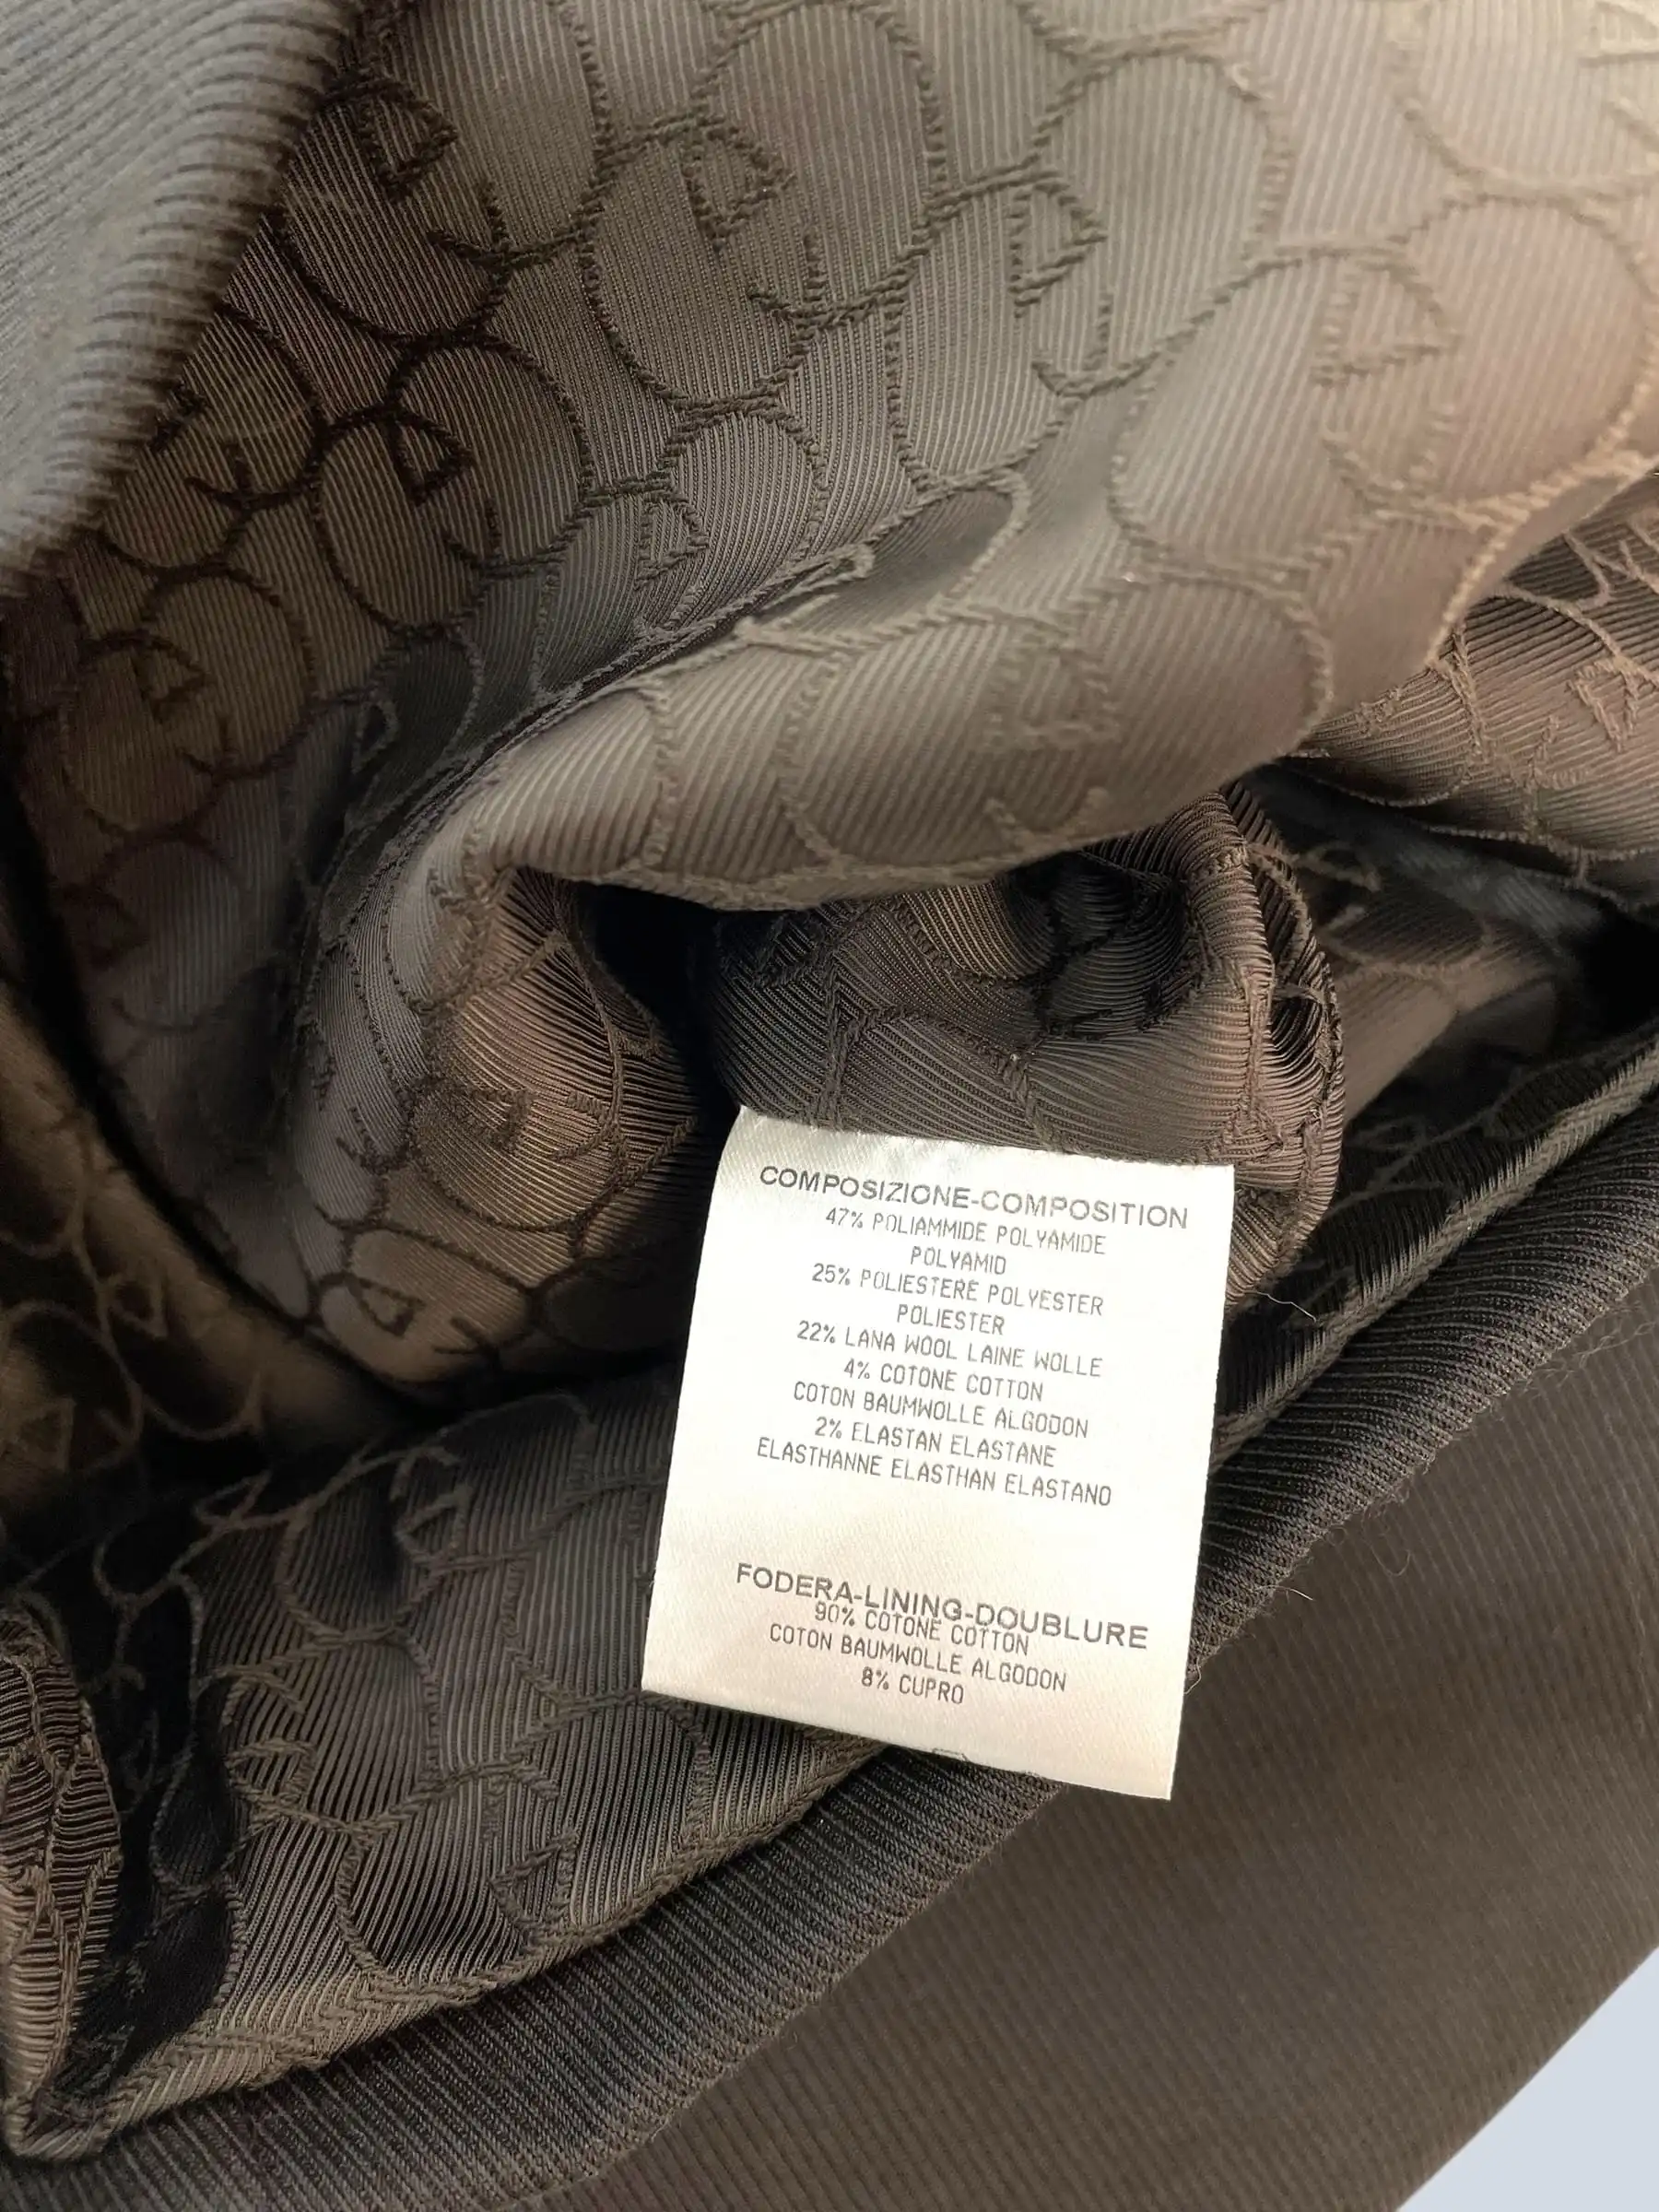 COMPOSIZIONE-COMPOSITION
47% POLIAMMIDE POLYAMIDE
POLYAMID
25% POLIESTERE POLYESTER
POLIESTER
22% LANA WOOL LAINE WOLLE
4% COTONE COTTON
COTON BAUMWOLLE ALGODON
2% ELASTAN ELASTANE
ELASTHANNE ELASTHAN ELASTANO
FODERA-LINING-DOUBLURE
90% COTONE COTTON
COTON BAUMWOLLE ALGODON
8% CUPRO